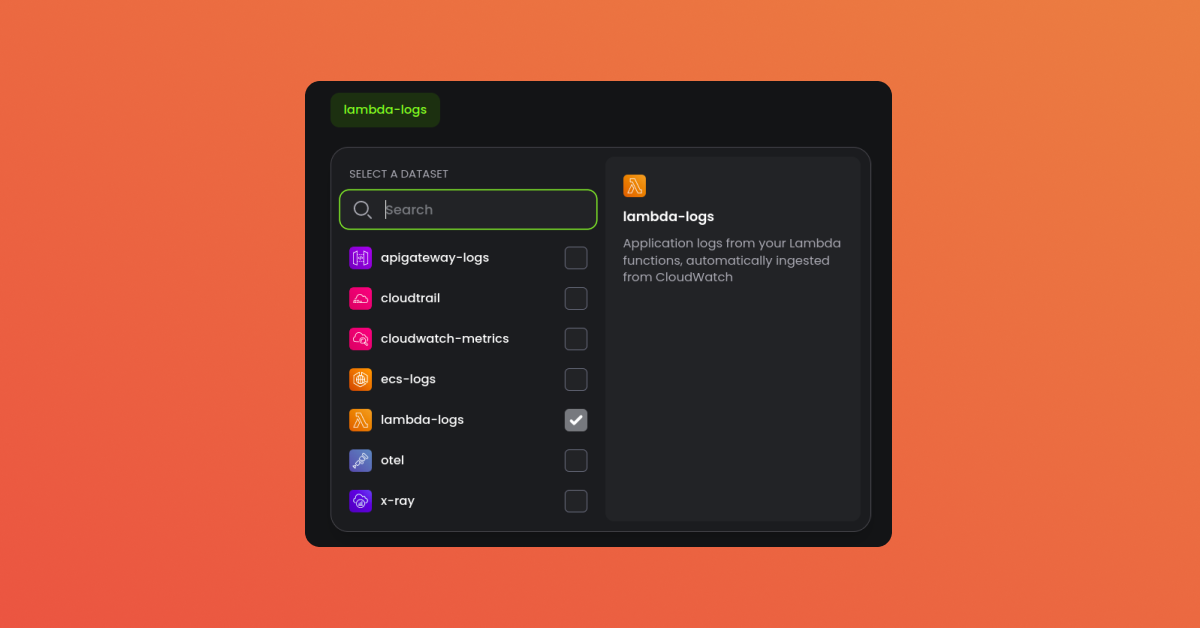 lambda-logs
SELECT A DATASET
Search
apigateway-logs
cloudtrail
cloudwatch-metrics
ecs-logs
lambda-logs
otel
x-ray
lambda-logs
Application logs from your Lambda
functions, automatically ingested
from CloudWatch